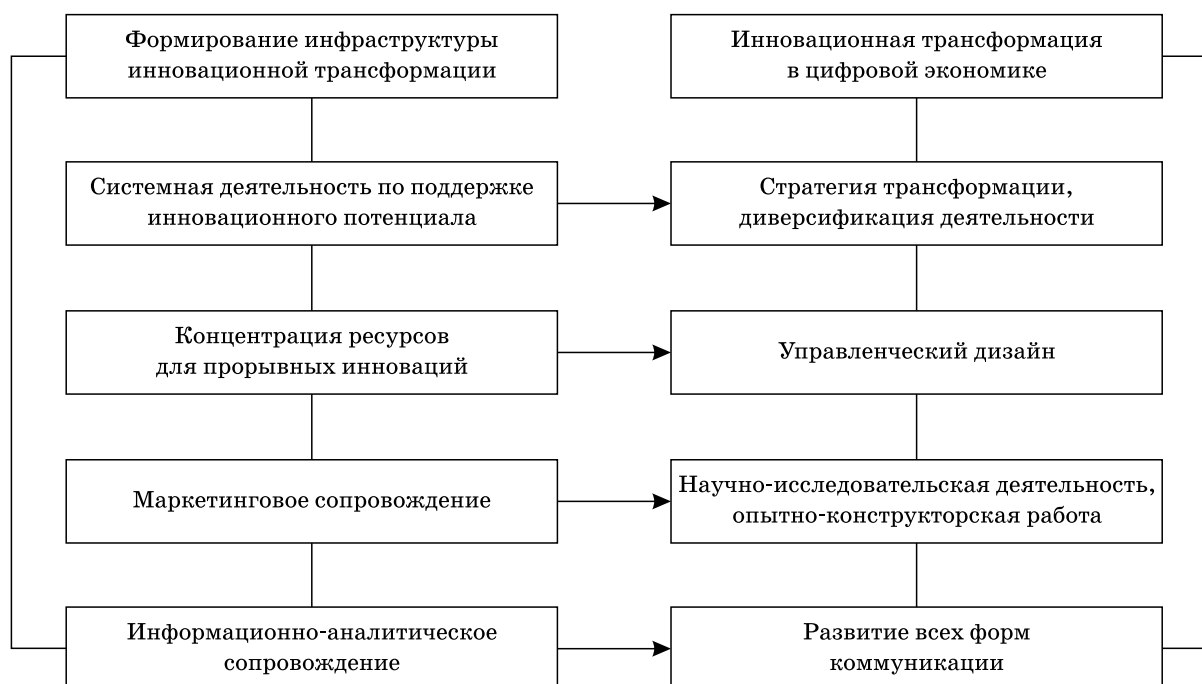 Формирование инфраструктуры
инновационной трансформации
Инновационная трансформация
в цифровой экономике
Системная деятельность по поддержке
инновационного потенциала
Стратегия трансформации,
диверсификация деятельности
Концентрация ресурсов
для прорывных инноваций
Управленческий дизайн
Маркетинговое сопровождение
Научно-исследовательская деятельность,
опытно-конструкторская работа
Информационно-аналитическое
сопровождение
Развитие всех форм
коммуникации